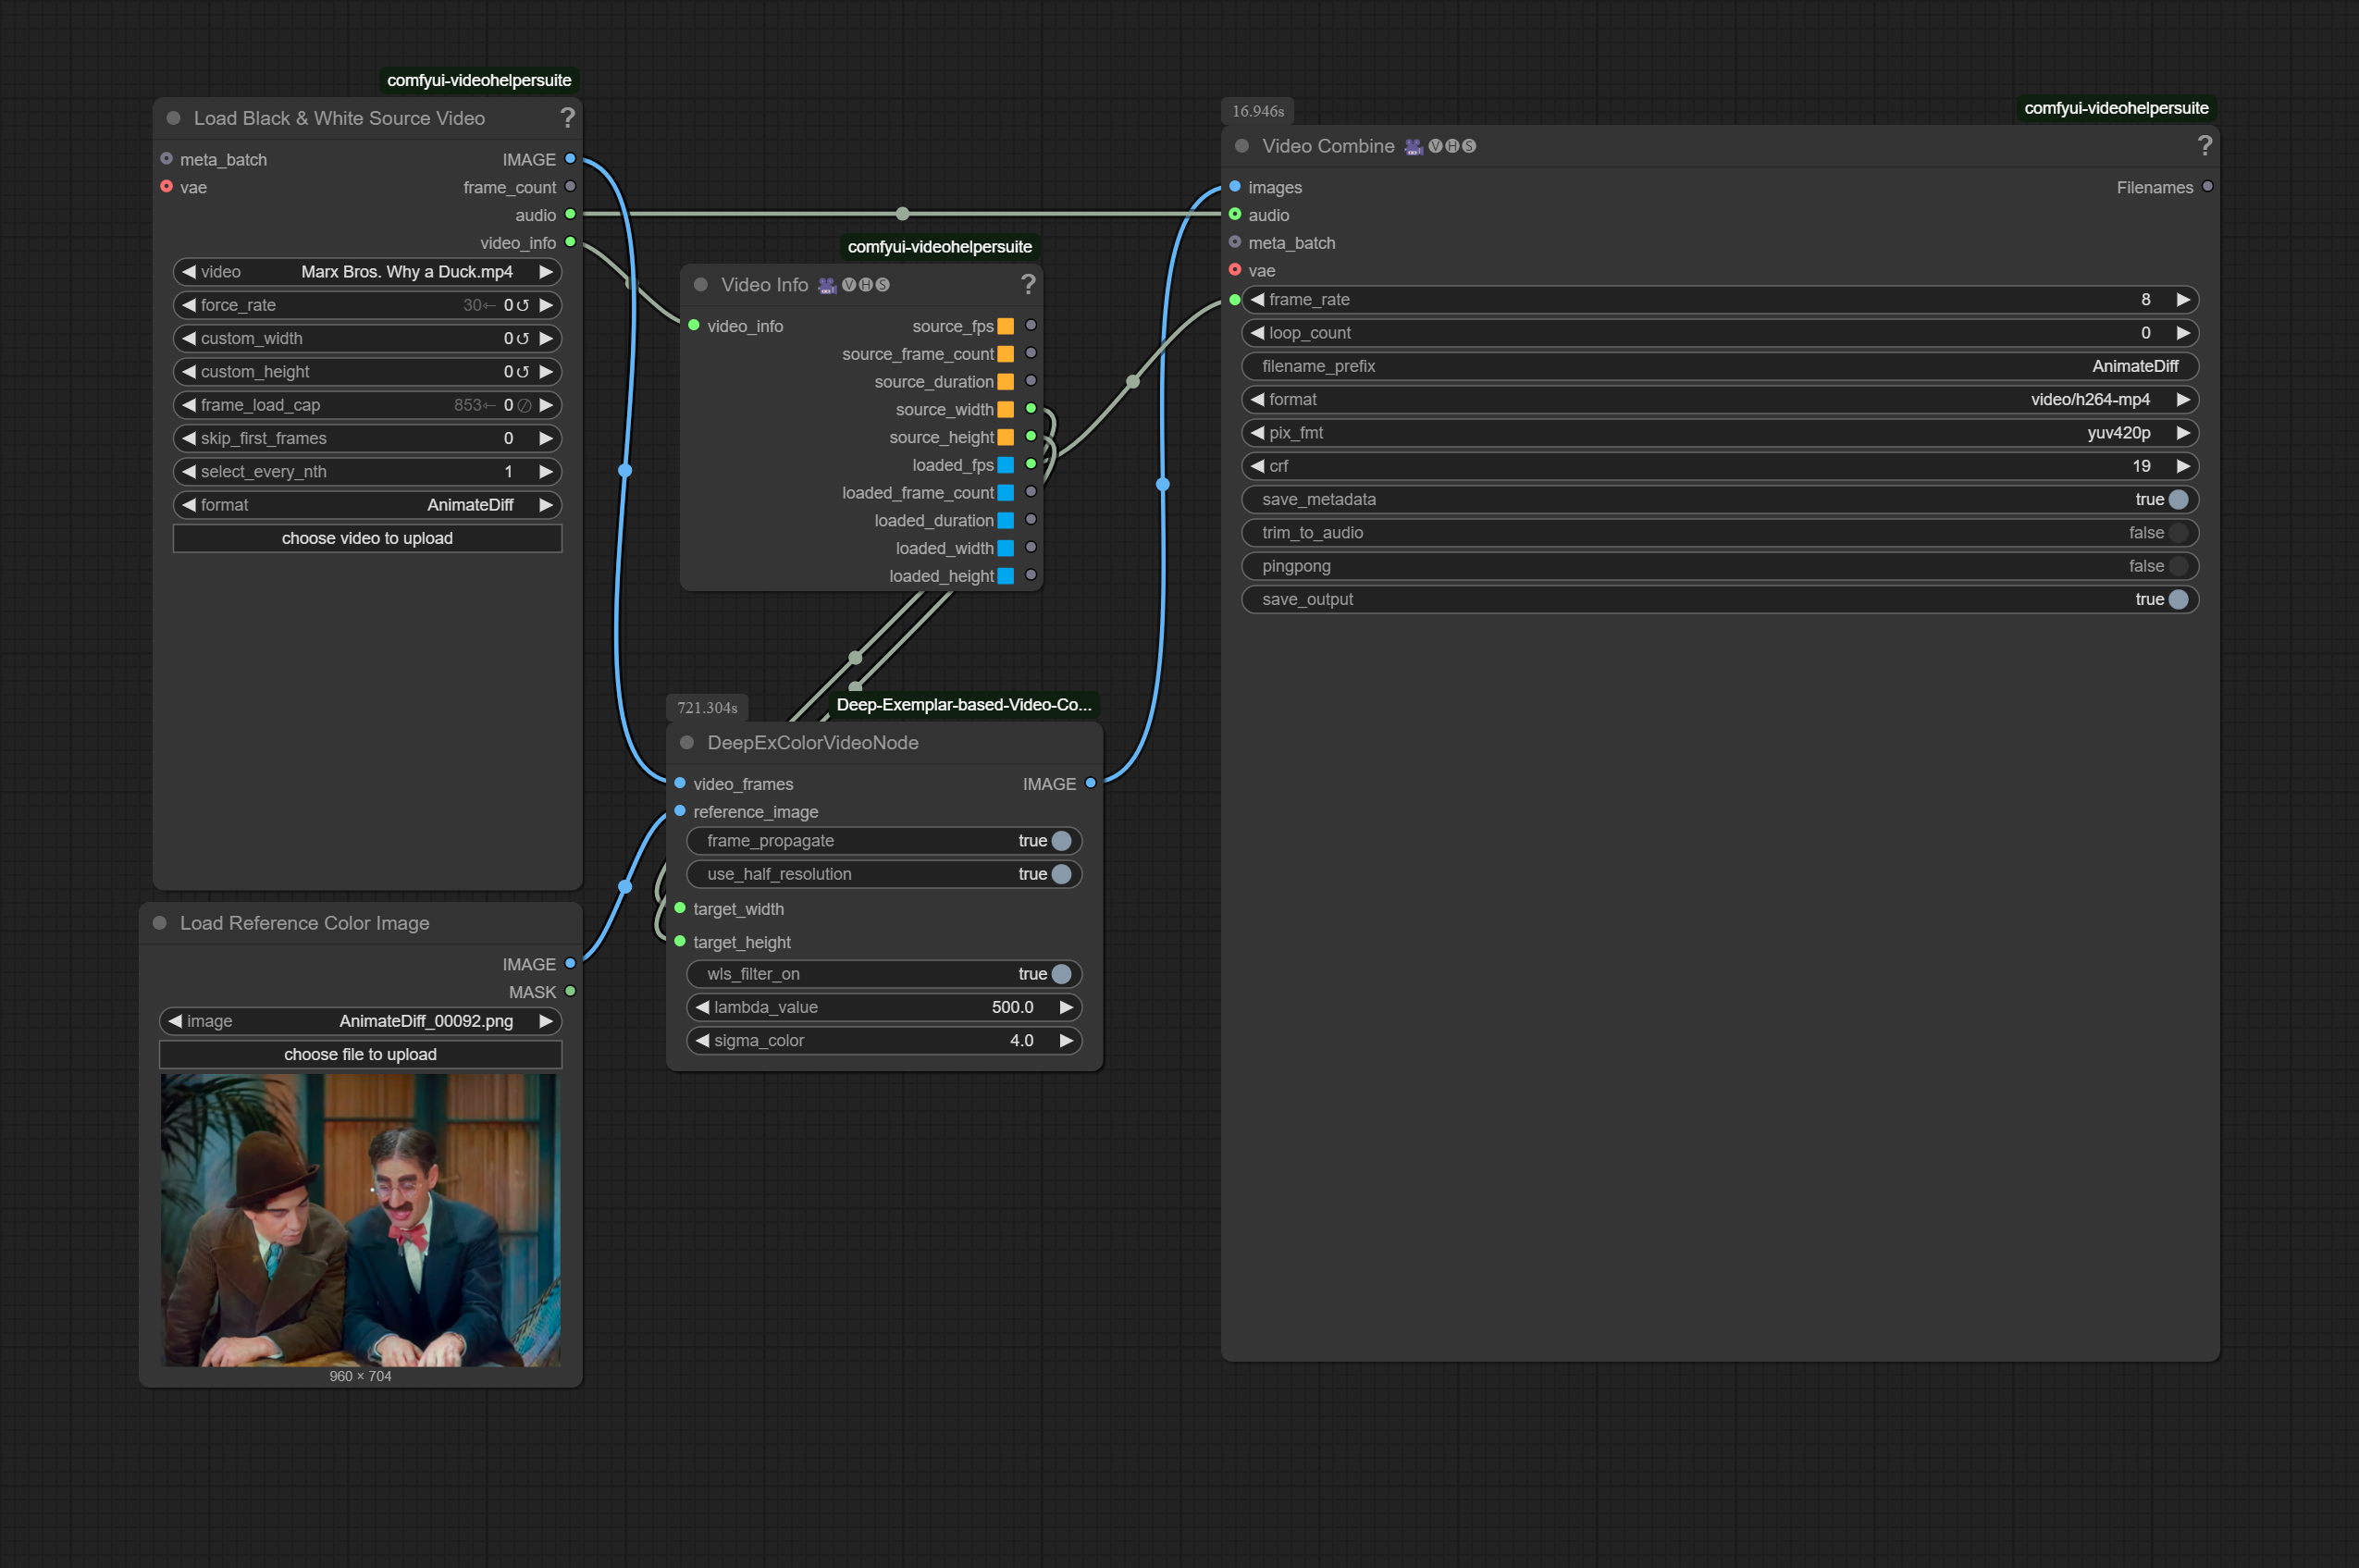 comfyui-videohelpersuite
Load Black & White Source Video ?
meta_batch IMAGE
vae frame_count
audio
video_info
video Marx Bros. Why a Duck.mp4
force_rate 30← 0↺
custom_width 0↺
custom_height 0↺
frame_load_cap 853← 0
skip_first_frames 0
select_every_nth 1
format AnimateDiff
choose video to upload
Load Reference Color Image
IMAGE
MASK
image AnimateDiff_00092.png
choose file to upload
960 × 704
comfyui-videohelpersuite
Video Info VHS ?
video_info source_fps
source_frame_count
source_duration
source_width
source_height
loaded_fps
loaded_frame_count
loaded_duration
loaded_width
loaded_height
721.304s
Deep-Exemplar-based-Video-Co...
DeepExColorVideoNode
video_frames IMAGE
reference_image
frame_propagate true
use_half_resolution true
target_width
target_height
wls_filter_on true
lambda_value 500.0
sigma_color 4.0
16.946s
comfyui-videohelpersuite
Video Combine VHS ?
images Filenames
audio
meta_batch
vae
frame_rate 8
loop_count 0
filename_prefix AnimateDiff
format video/h264-mp4
pix_fmt yuv420p
crf 19
save_metadata true
trim_to_audio false
pingpong false
save_output true